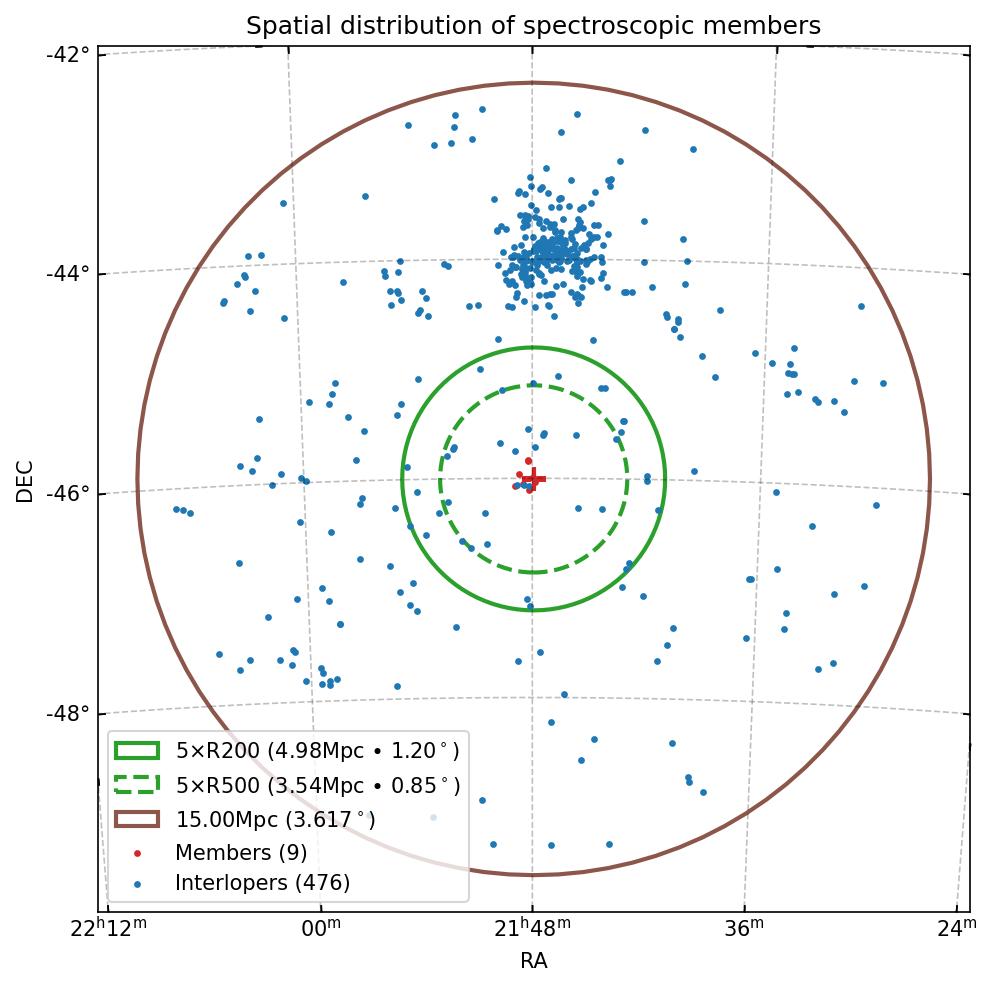 Spatial distribution of spectroscopic members
-42°
-44°
-46°
-48°
DEC
5×R200 (4.98Mpc • 1.20°)
5×R500 (3.54Mpc • 0.85°)
15.00Mpc (3.617°)
Members (9)
Interlopers (476)
22ʰ12ᵐ 00ᵐ 21ʰ48ᵐ 36ᵐ 24ᵐ
RA